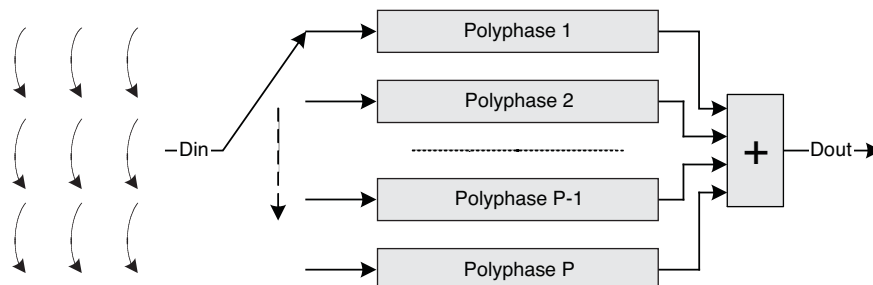 Polyphase 1
Polyphase 2
Din
+
Dout
Polyphase P-1
Polyphase P